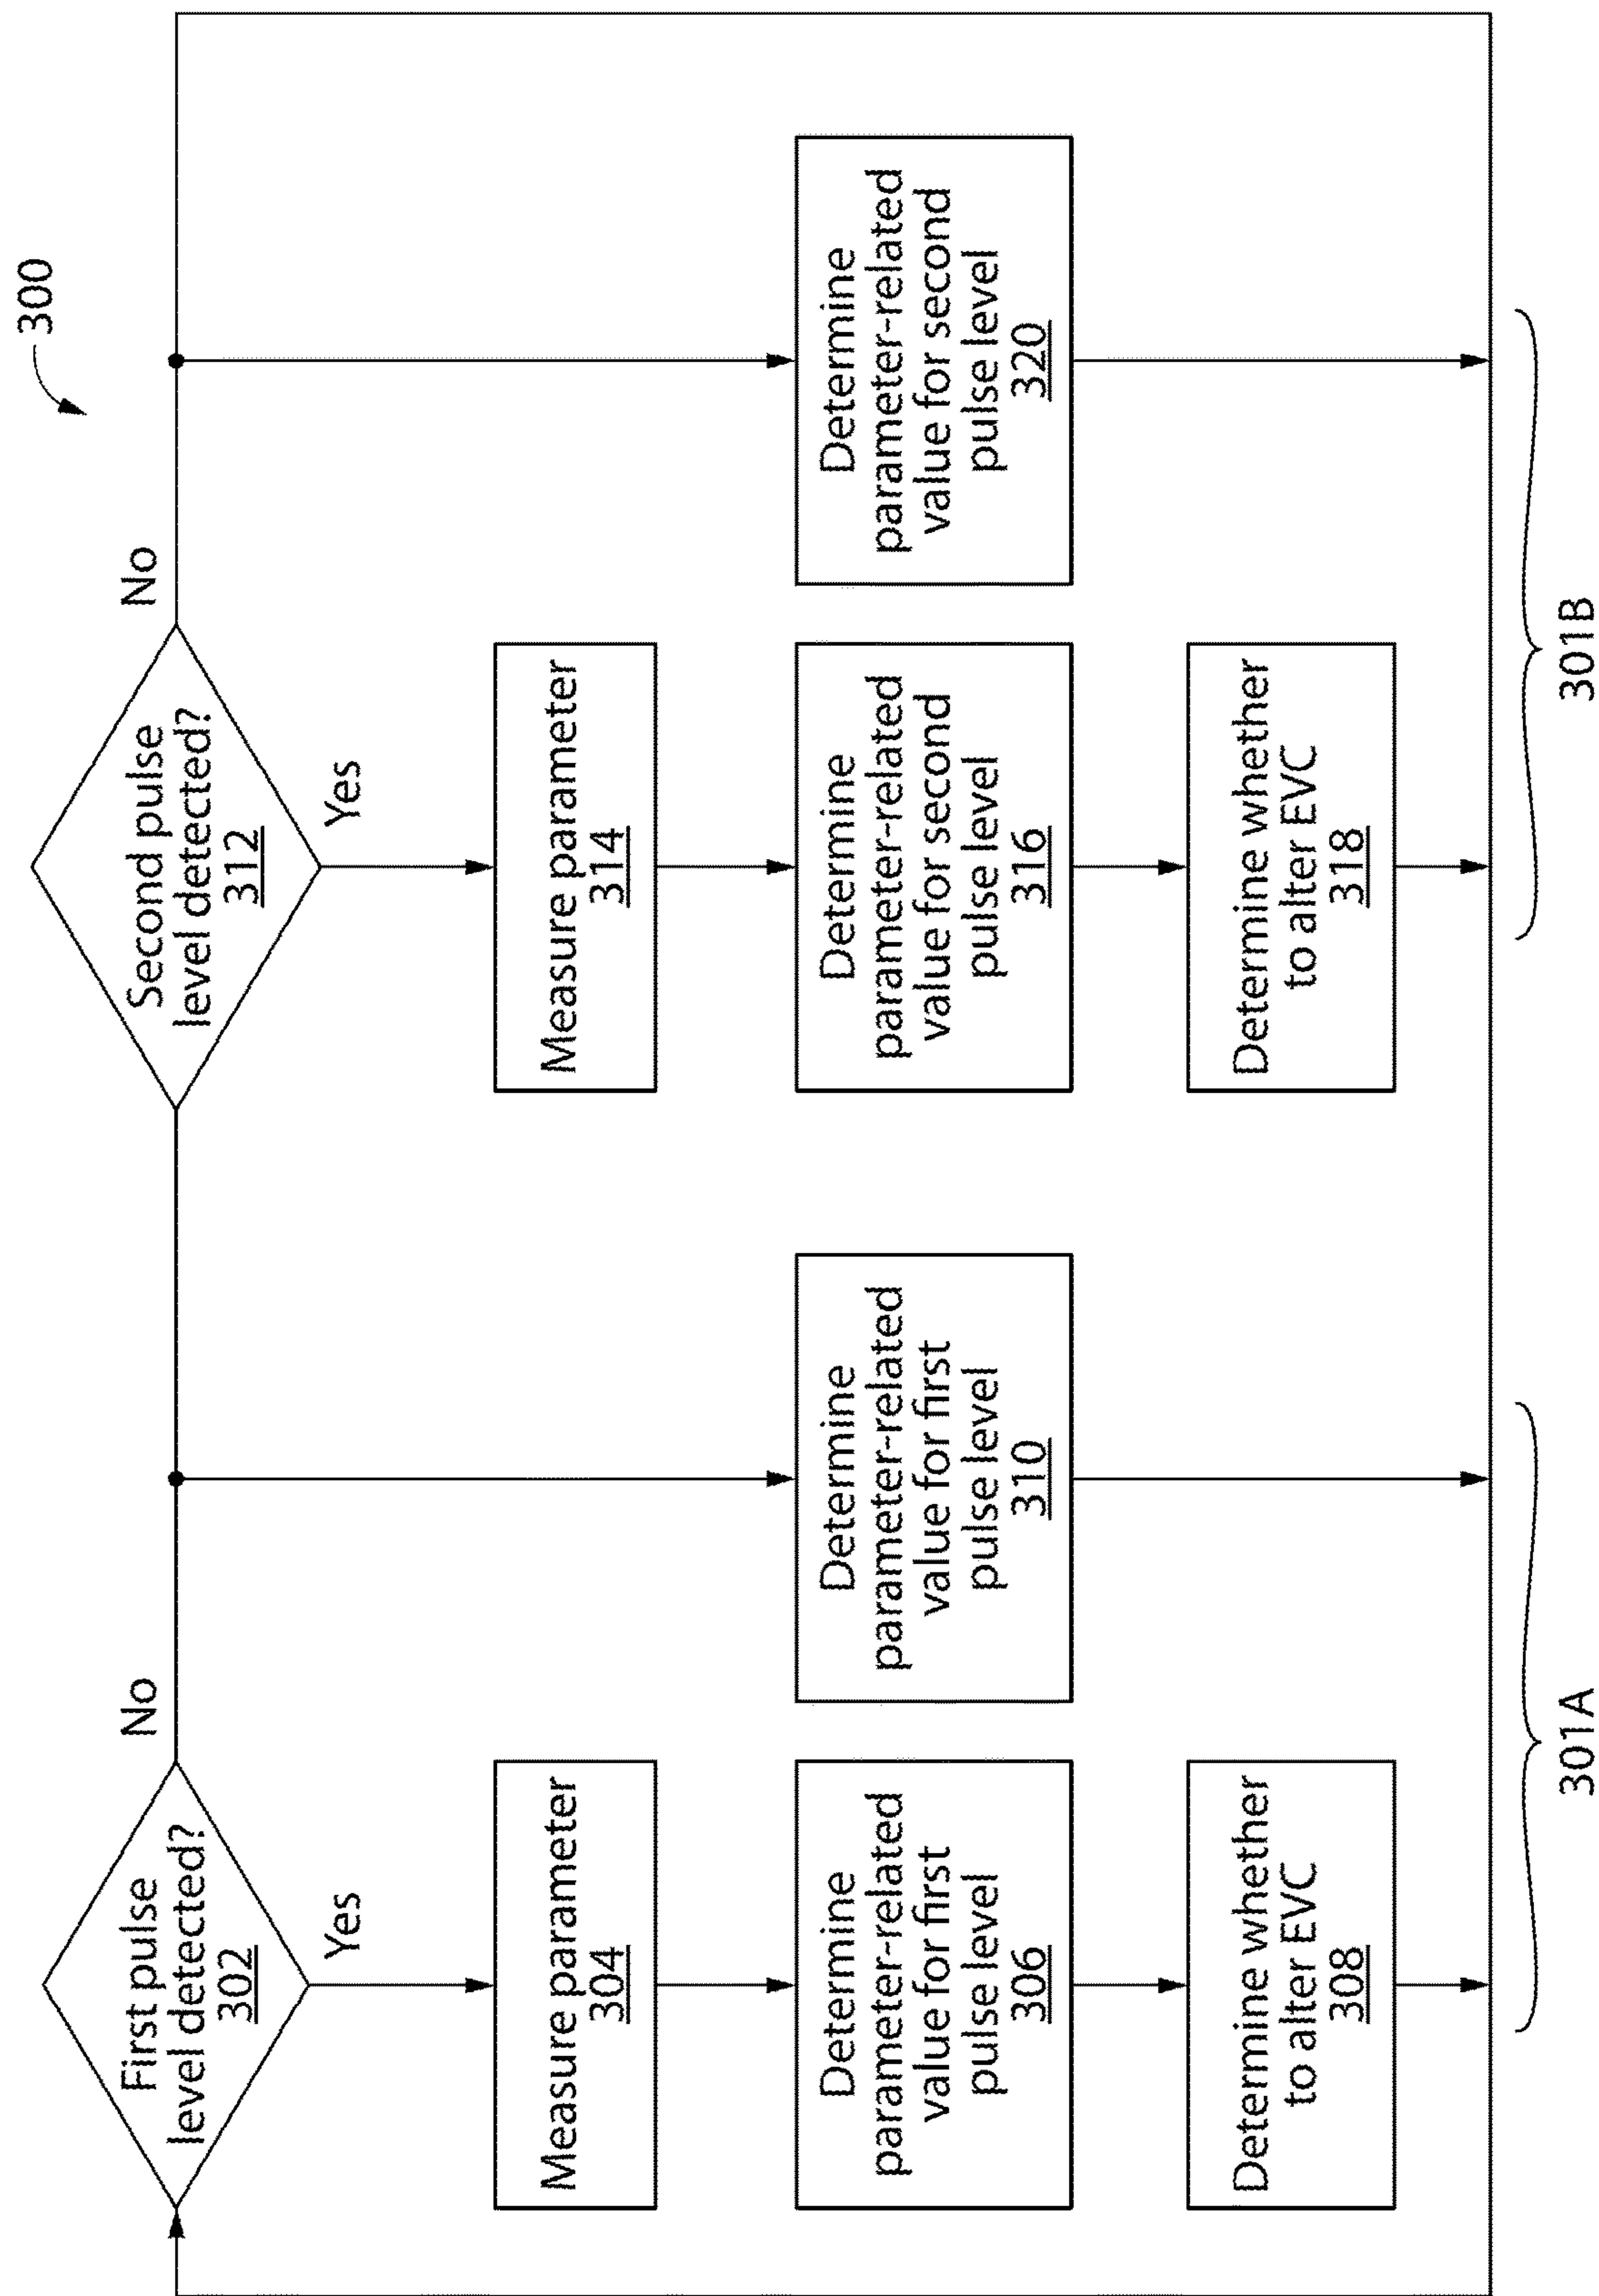 300
First pulse
level detected?
302
No
Yes
Measure parameter
304
Determine
parameter-related
value for first
pulse level
306
Determine whether
to alter EVC
308
Determine
parameter-related
value for first
pulse level
310
301A
Second pulse
level detected?
312
No
Yes
Measure parameter
314
Determine
parameter-related
value for second
pulse level
316
Determine whether
to alter EVC
318
Determine
parameter-related
value for second
pulse level
320
301B